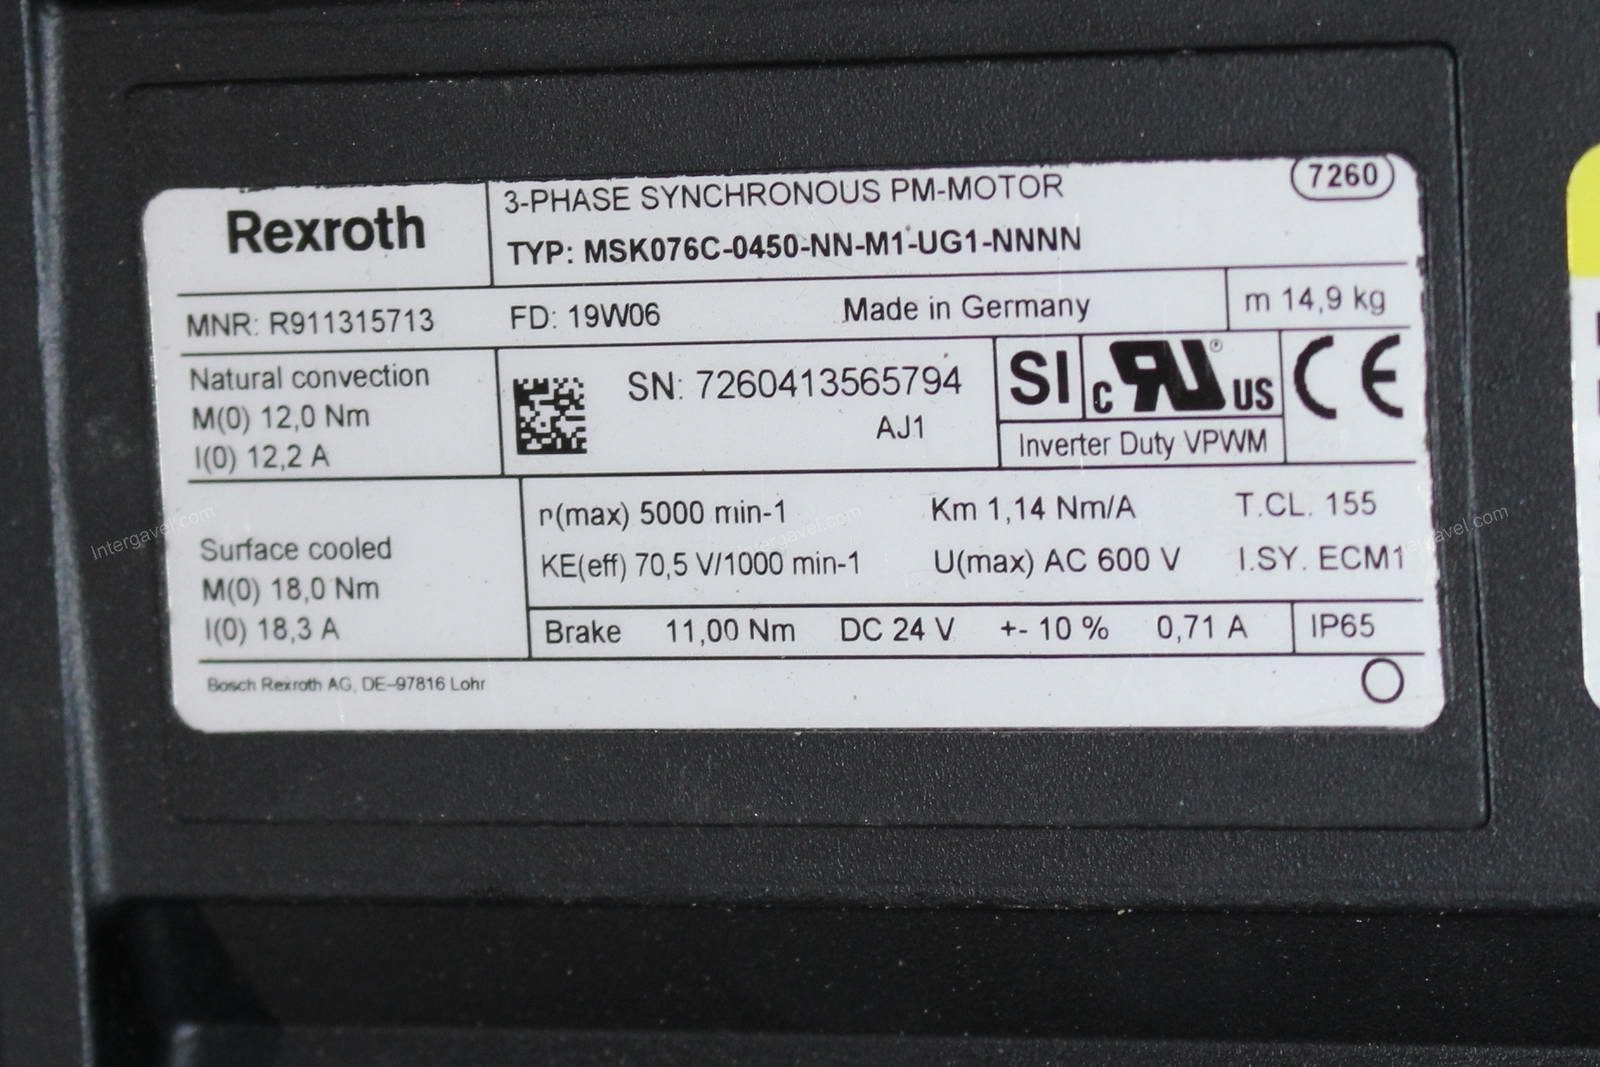 7260
Rexroth
3-PHASE SYNCHRONOUS PM-MOTOR
TYP: MSK076C-0450-NN-M1-UG1-NNNN
MNR: R911315713 FD: 19W06 Made in Germany m 14,9 kg
Natural convection
M(0) 12,0 Nm
I(0) 12,2 A
SN: 7260413565794
AJ1
SI c RU ® US CE
Inverter Duty VPWM
Surface cooled
M(0) 18,0 Nm
I(0) 18,3 A
n(max) 5000 min-1 Km 1,14 Nm/A T.CL. 155
KE(eff) 70,5 V/1000 min-1 U(max) AC 600 V I.SY. ECM1
Brake 11,00 Nm DC 24 V +- 10 % 0,71 A IP65
Bosch Rexroth AG, DE-97816 Lohr
Intergavel.com